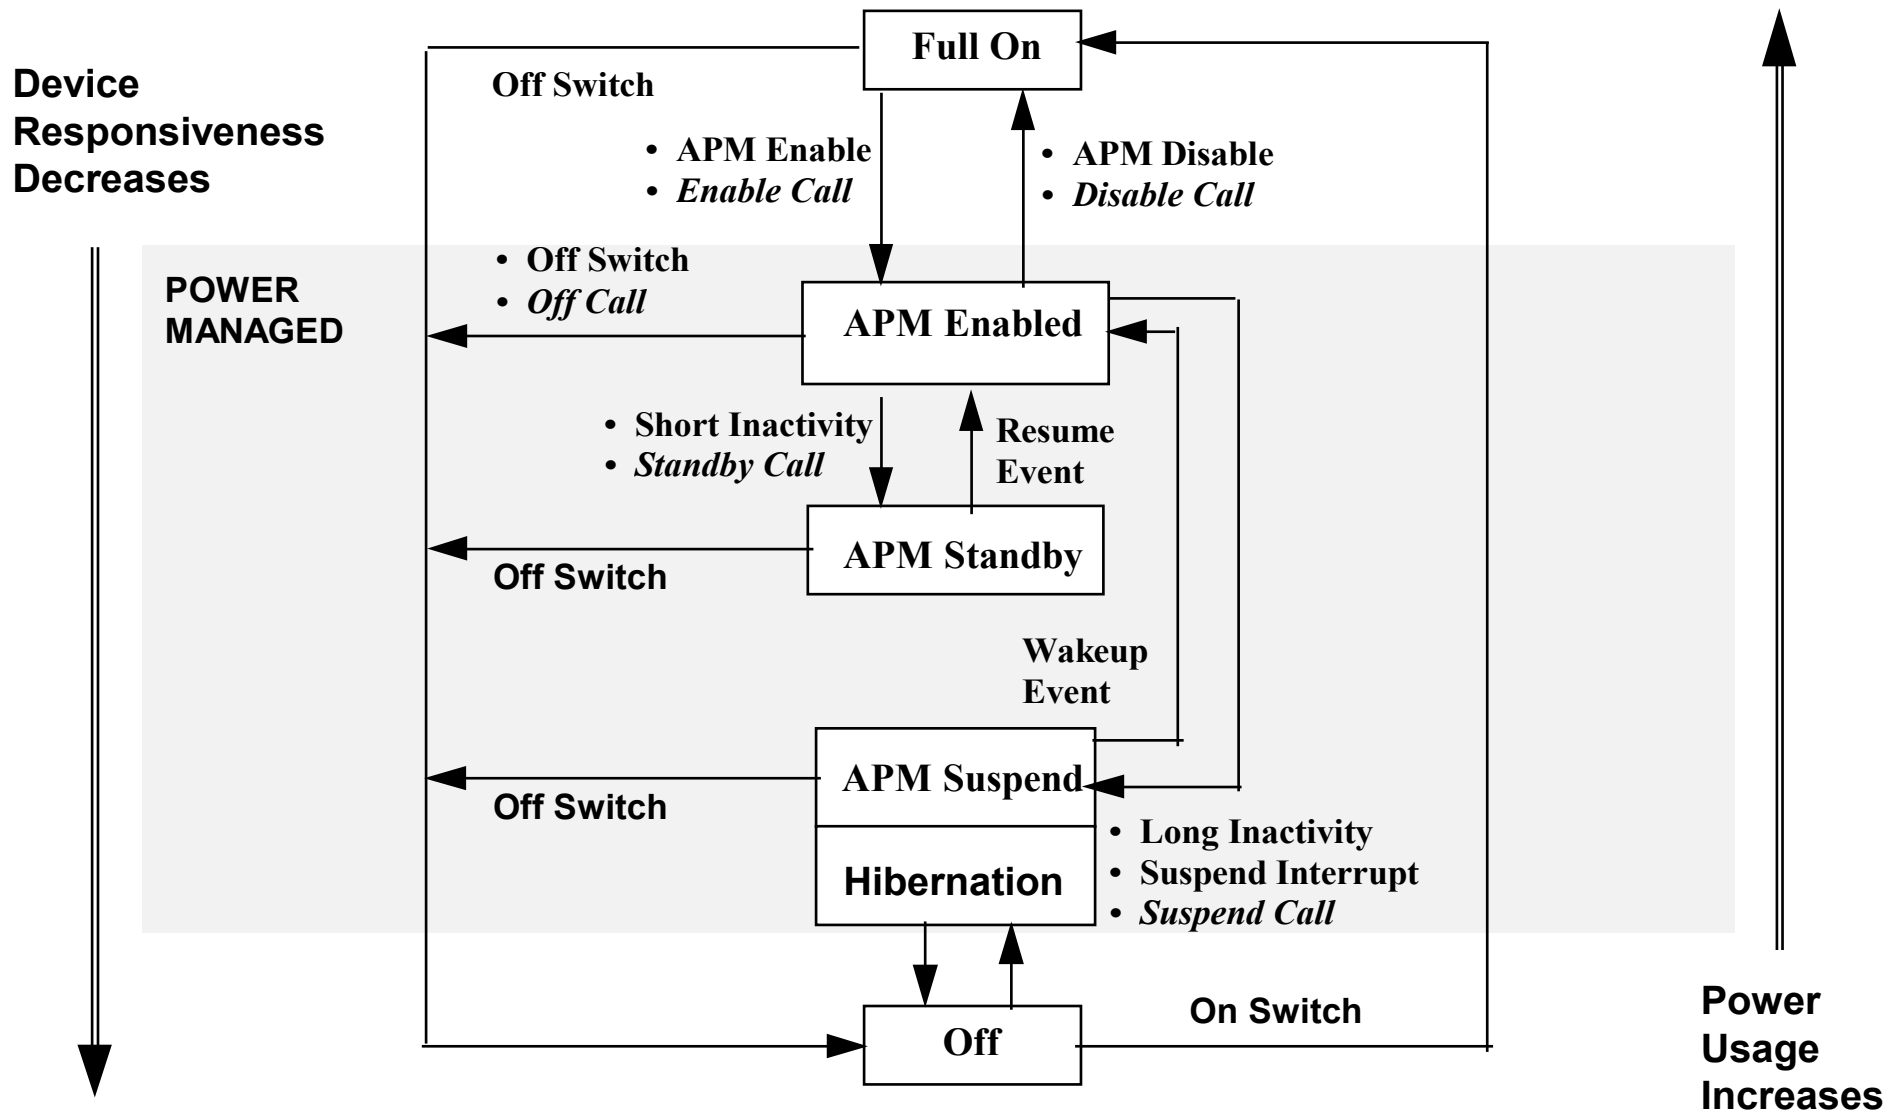 Full On
Device
Responsiveness
Decreases
Off Switch
• APM Enable
• Enable Call
• APM Disable
• Disable Call
POWER
MANAGED
• Off Switch
• Off Call
APM Enabled
• Short Inactivity
• Standby Call
Resume
Event
APM Standby
Off Switch
Wakeup
Event
APM Suspend
Off Switch
Hibernation
• Long Inactivity
• Suspend Interrupt
• Suspend Call
Off
On Switch
Power
Usage
Increases